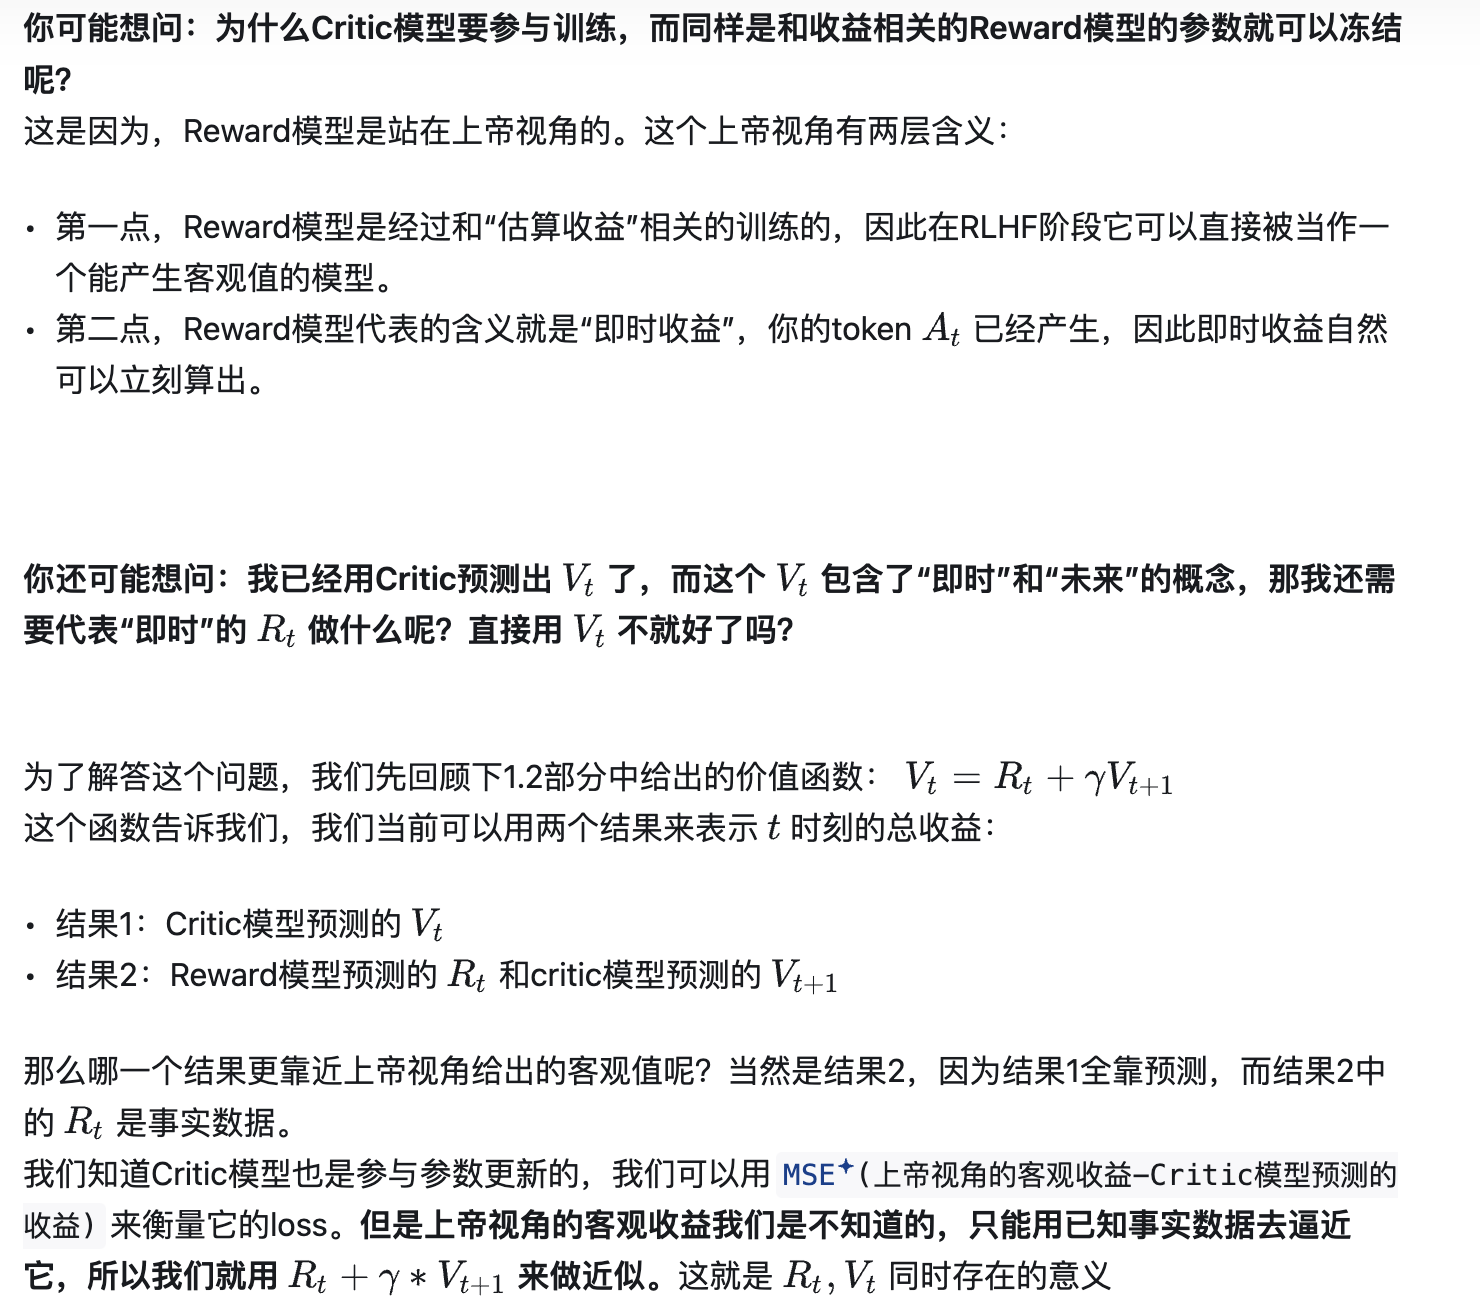 你可能想问：为什么Critic模型要参与训练，而同样是和收益相关的Reward模型的参数就可以冻结
呢？
这是因为，Reward模型是站在上帝视角的。这个上帝视角有两层含义：
• 第一点，Reward模型是经过和“估算收益”相关的训练的，因此在RLHF阶段它可以直接被当作一
个能产生客观值的模型。
• 第二点，Reward模型代表的含义就是“即时收益”，你的token A_t 已经产生，因此即时收益自然
可以立刻算出。
你还可能想问：我已经用Critic预测出 V_t 了，而这个 V_t 包含了“即时”和“未来”的概念，那我还需
要代表“即时”的 R_t 做什么呢？直接用 V_t 不就好了吗？
为了解答这个问题，我们先回顾下1.2部分中给出的价值函数： V_t = R_t + γV_{t+1}
这个函数告诉我们，我们当前可以用两个结果来表示 t 时刻的总收益：
• 结果1：Critic模型预测的 V_t
• 结果2：Reward模型预测的 R_t 和critic模型预测的 V_{t+1}
那么哪一个结果更靠近上帝视角给出的客观值呢？当然是结果2，因为结果1全靠预测，而结果2中
的 R_t 是事实数据。
我们知道Critic模型也是参与参数更新的，我们可以用 MSE✦(上帝视角的客观收益-Critic模型预测的
收益) 来衡量它的loss。但是上帝视角的客观收益我们是不知道的，只能用已知事实数据去逼近
它，所以我们就用 R_t + γ * V_{t+1} 来做近似。这就是 R_t, V_t 同时存在的意义